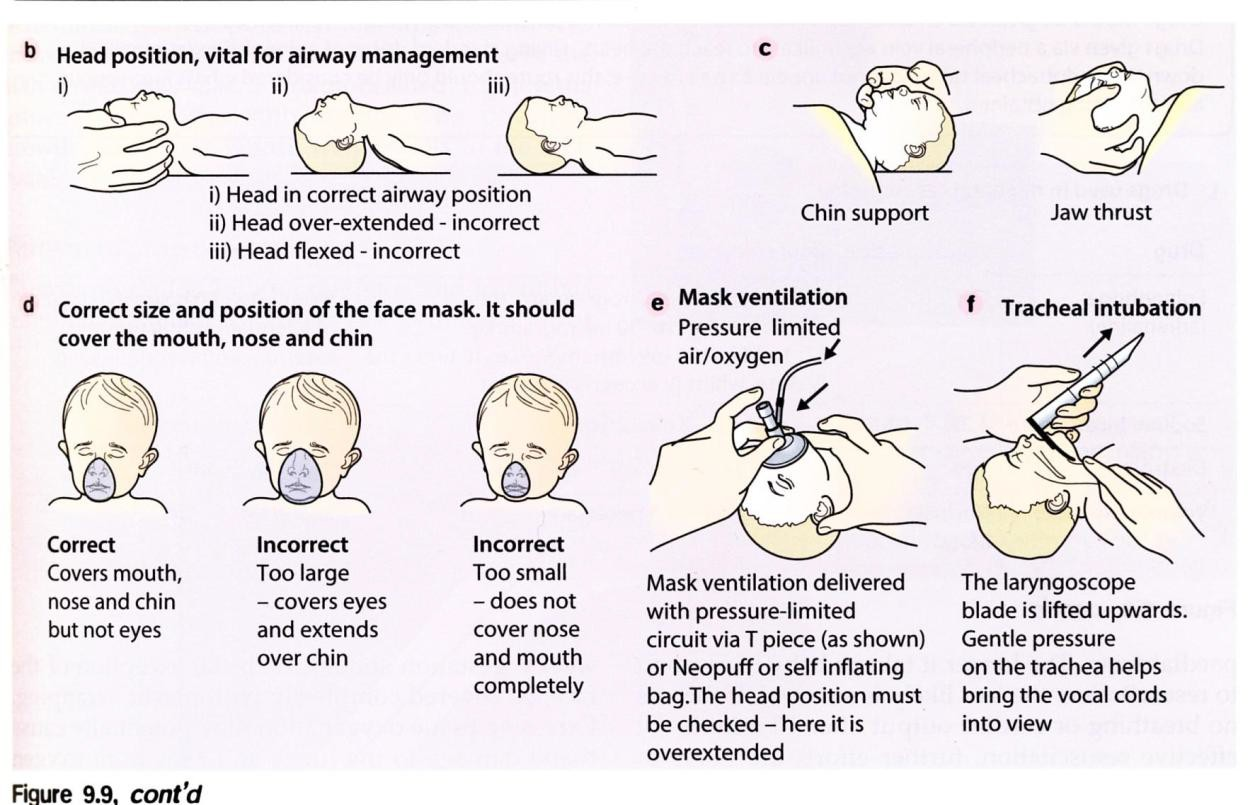 b Head position, vital for airway management
i) ii) iii)
i) Head in correct airway position
ii) Head over-extended - incorrect
iii) Head flexed - incorrect
c
Chin support Jaw thrust
d Correct size and position of the face mask. It should
cover the mouth, nose and chin
Correct
Covers mouth,
nose and chin
but not eyes
Incorrect
Too large
– covers eyes
and extends
over chin
Incorrect
Too small
– does not
cover nose
and mouth
completely
e Mask ventilation
Pressure limited
air/oxygen
Mask ventilation delivered
with pressure-limited
circuit via T piece (as shown)
or Neopuff or self-inflating
bag.The head position must
be checked – here it is
overextended
f Tracheal intubation
The laryngoscope
blade is lifted upwards.
Gentle pressure
on the trachea helps
bring the vocal cords
into view
Figure 9.9, cont'd